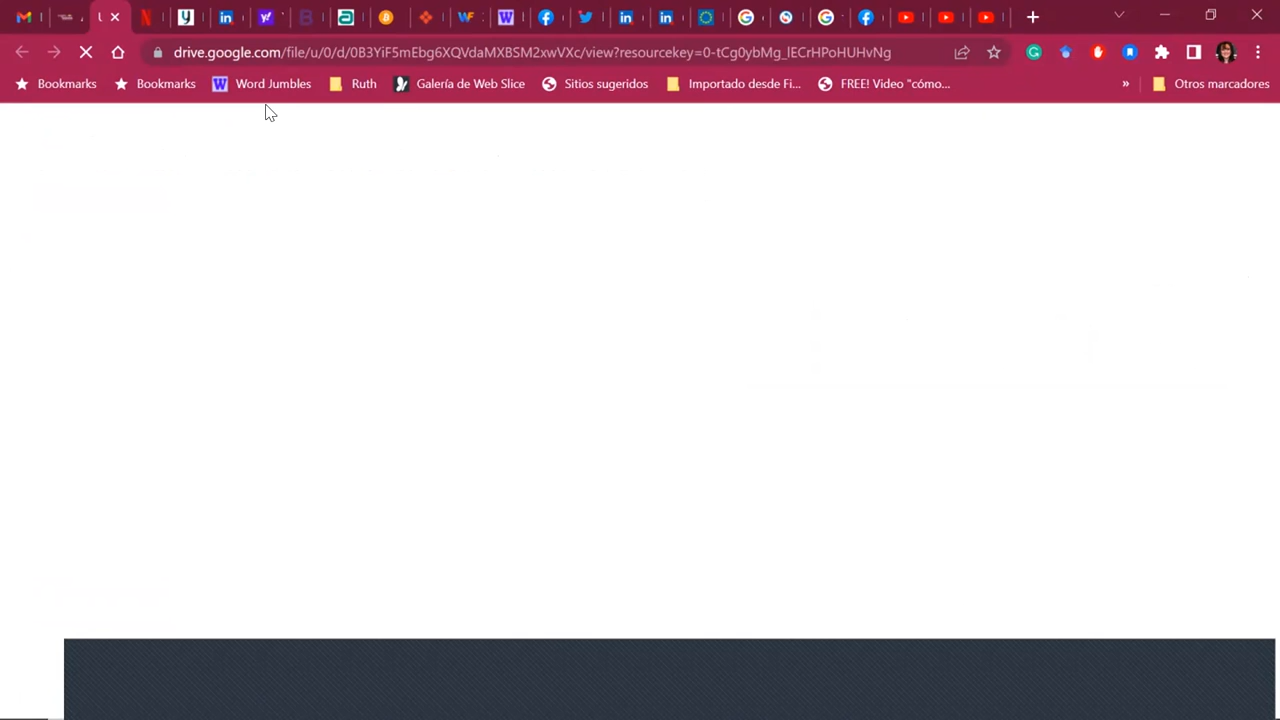 drive.google.com/file/u/0/d/0B3YiF5mEbg6XQVdaMXBSM2xwVXc/view?resourcekey=0-tCg0ybMg_lECrHPoHUHvNg
Bookmarks Bookmarks Word Jumbles Ruth Galería de Web Slice Sitios sugeridos Importado desde Fi... FREE! Video "cómo... » Otros marcadores